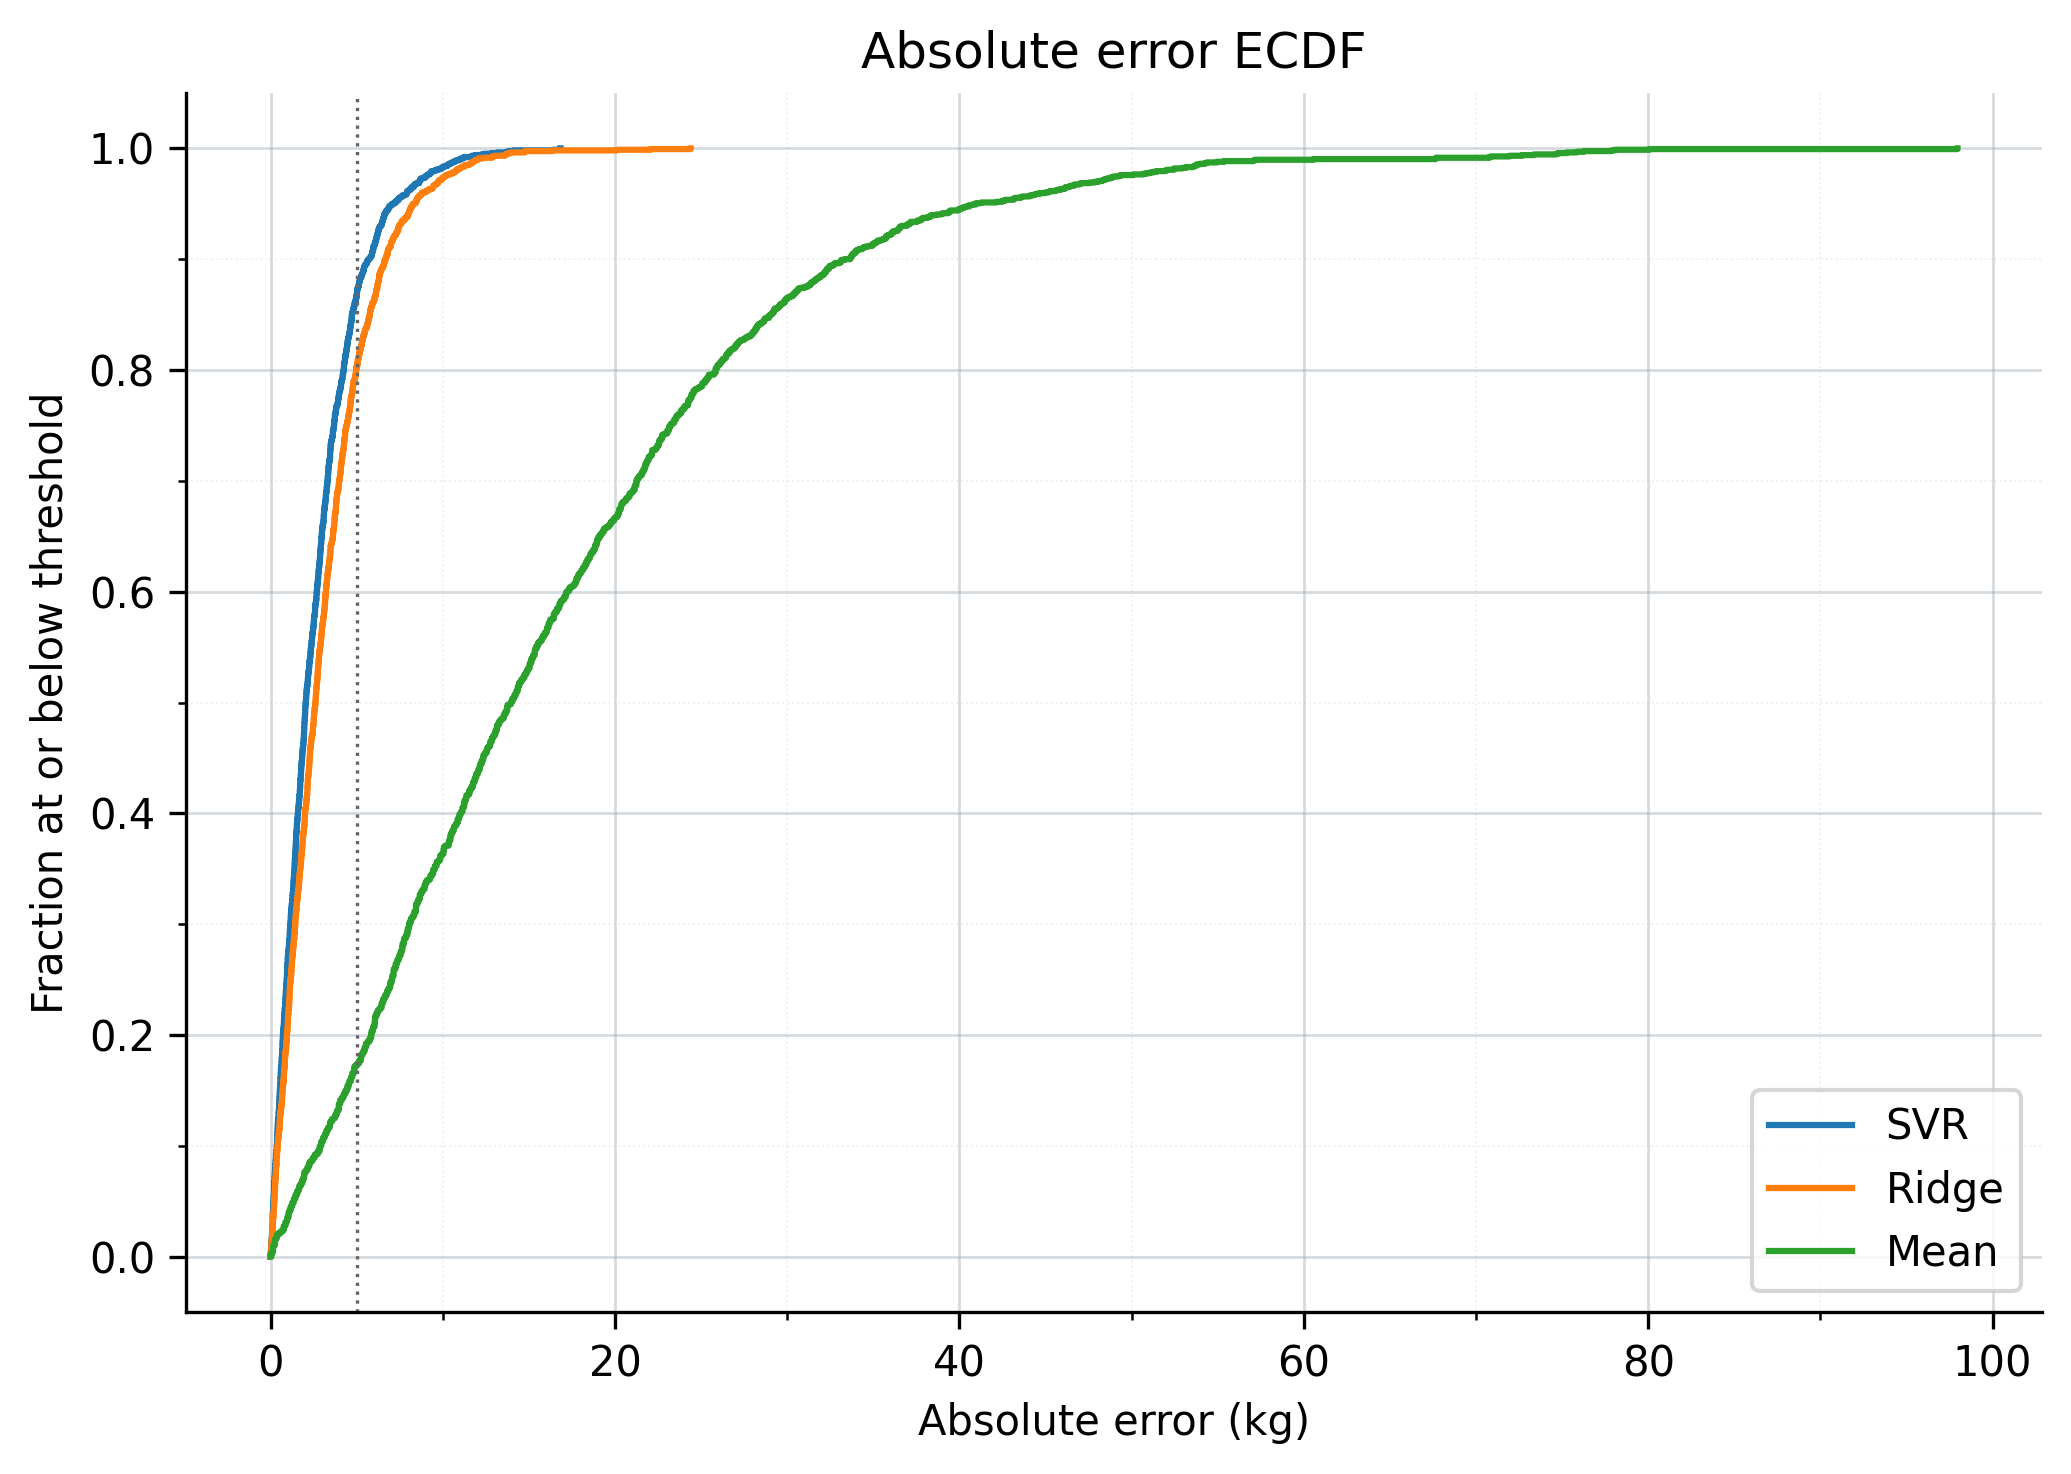 Absolute error ECDF
Fraction at or below threshold
1.0
0.8
0.6
0.4
0.2
0.0
0
20
40
60
80
100
Absolute error (kg)
SVR
Ridge
Mean